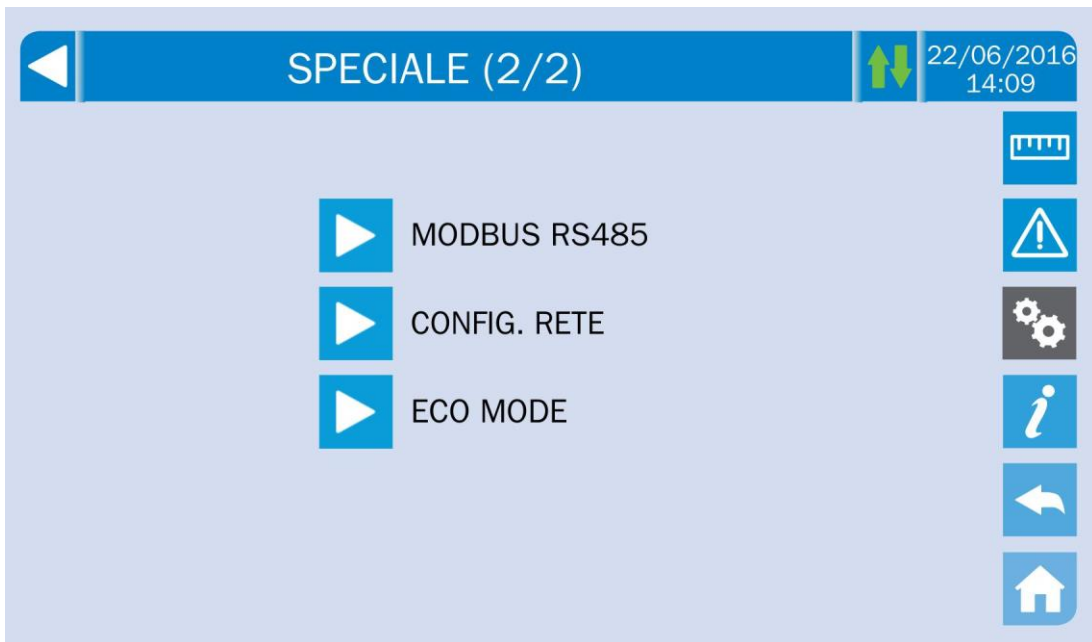 SPECIALE (2/2)
22/06/2016
14:09
MODBUS RS485
CONFIG. RETE
ECO MODE